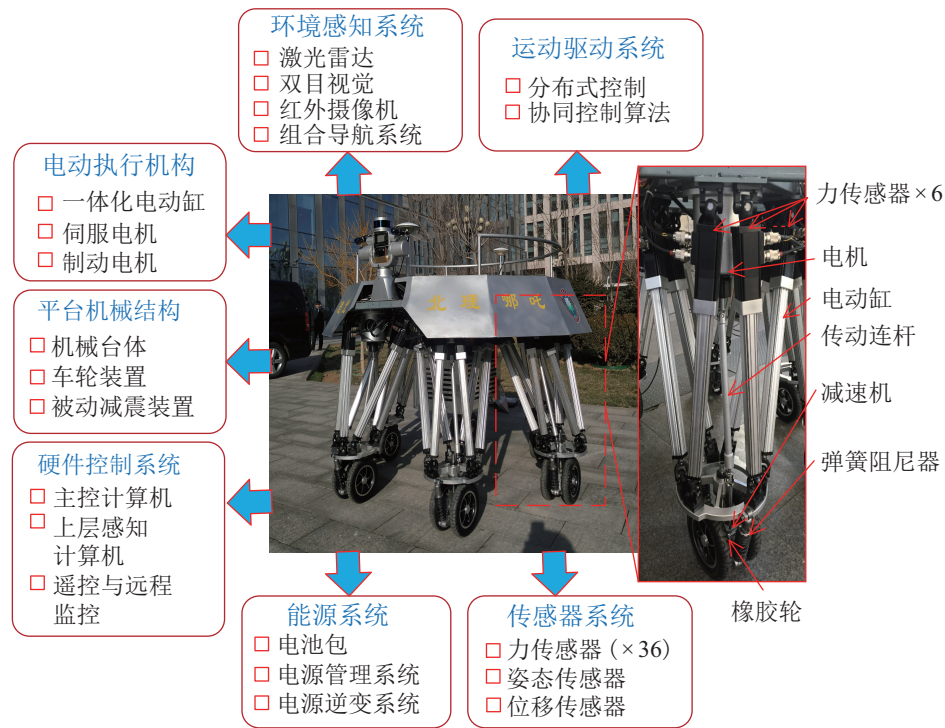 环境感知系统
□ 激光雷达
□ 双目视觉
□ 红外摄像机
□ 组合导航系统
运动驱动系统
□ 分布式控制
□ 协同控制算法
电动执行机构
□ 一体化电动缸
□ 伺服电机
□ 制动电机
平台机械结构
□ 机械台体
□ 车轮装置
□ 被动减震装置
硬件控制系统
□ 主控计算机
□ 上层感知
计算机
□ 遥控与远程
监控
北理哪吒
力传感器×6
电机
电动缸
传动连杆
减速机
弹簧阻尼器
橡胶轮
能源系统
□ 电池包
□ 电源管理系统
□ 电源逆变系统
传感器系统
□ 力传感器(×36)
□ 姿态传感器
□ 位移传感器